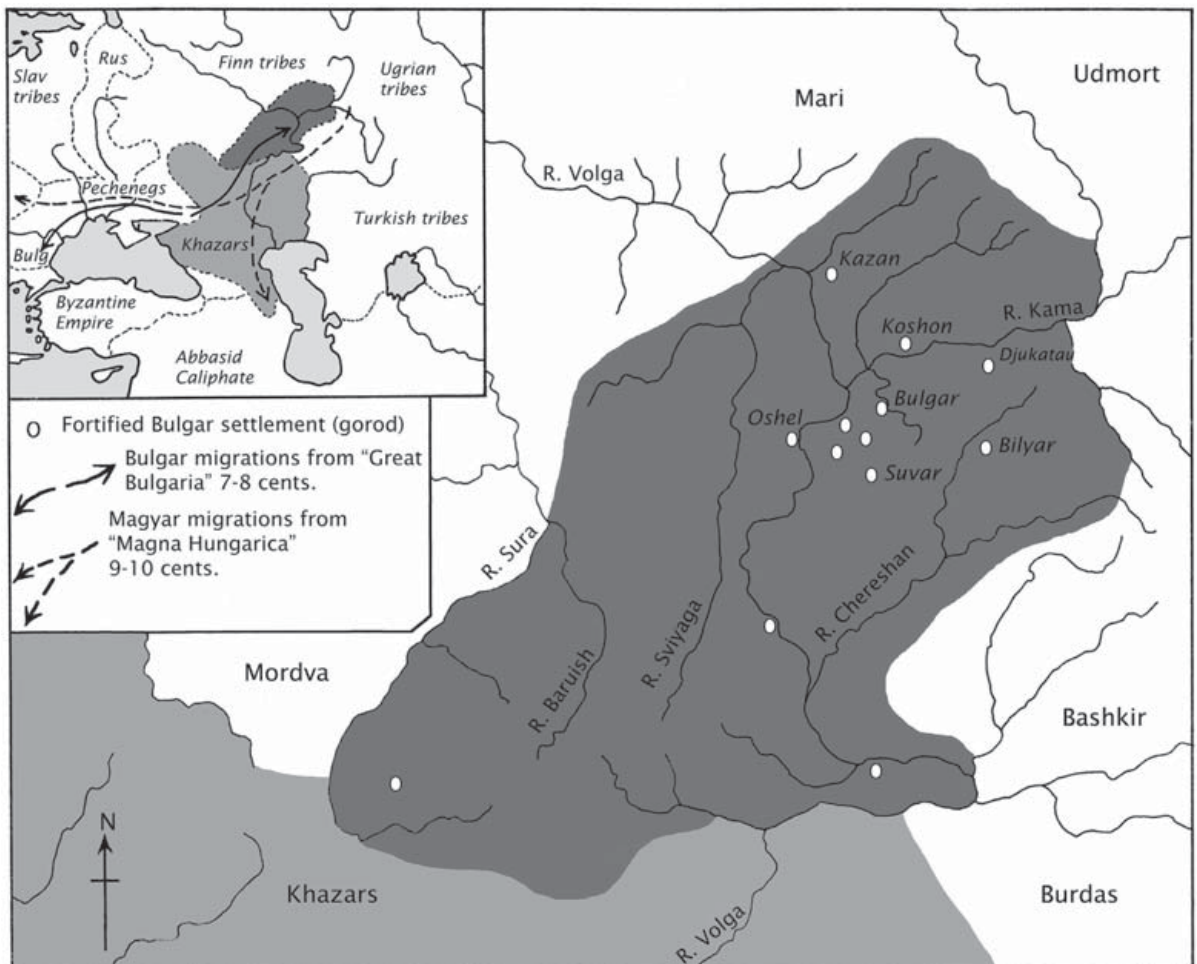 Slav
tribes
Rus
Finn tribes
Ugrian
tribes
Pechenegs
Turkish tribes
Khazars
Bulg
Byzantine
Empire
Abbasid
Caliphate
Fortified Bulgar settlement (gorod)
Bulgar migrations from “Great
Bulgaria” 7-8 cents.
Magyar migrations from
“Magna Hungarica”
9-10 cents.
Udmort
Mari
R. Volga
Kazan
R. Kama
Koshon
Djukatau
Bulgar
Oshel
Bilyar
Suvar
R. Sura
R. Chereshan
R. Sviyaga
R. Baruish
Mordva
Bashkir
N
Khazars
Burdas
R. Volga